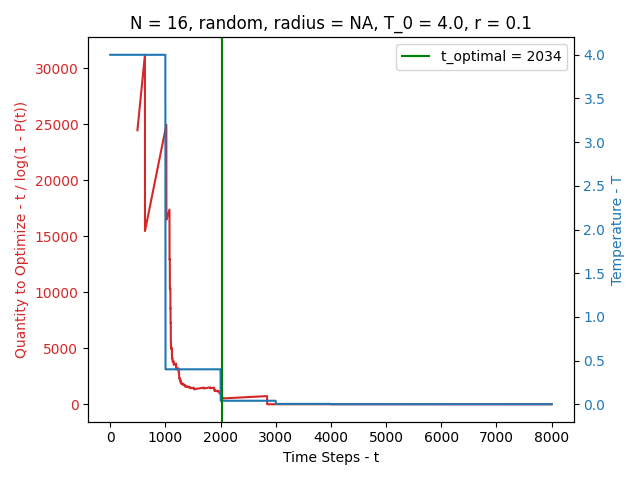 N = 16, random, radius = NA, T_0 = 4.0, r = 0.1
t_optimal = 2034
Quantity to Optimize - t / log(1 - P(t))
30000
25000
20000
15000
10000
5000
0
4.0
3.5
3.0
2.5
2.0
1.5
1.0
0.5
0.0
Temperature - T
0 1000 2000 3000 4000 5000 6000 7000 8000
Time Steps - t